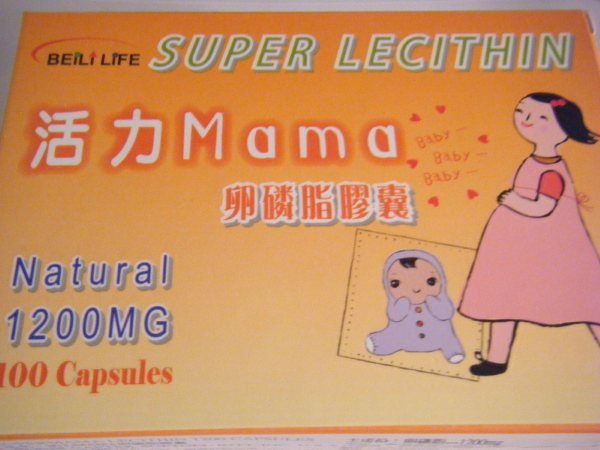 BEiLi LiFE SUPER LECITHIN
活力Mama
Baby
Baby
Baby
卵磷脂膠囊
Natural
1200MG
100 Capsules